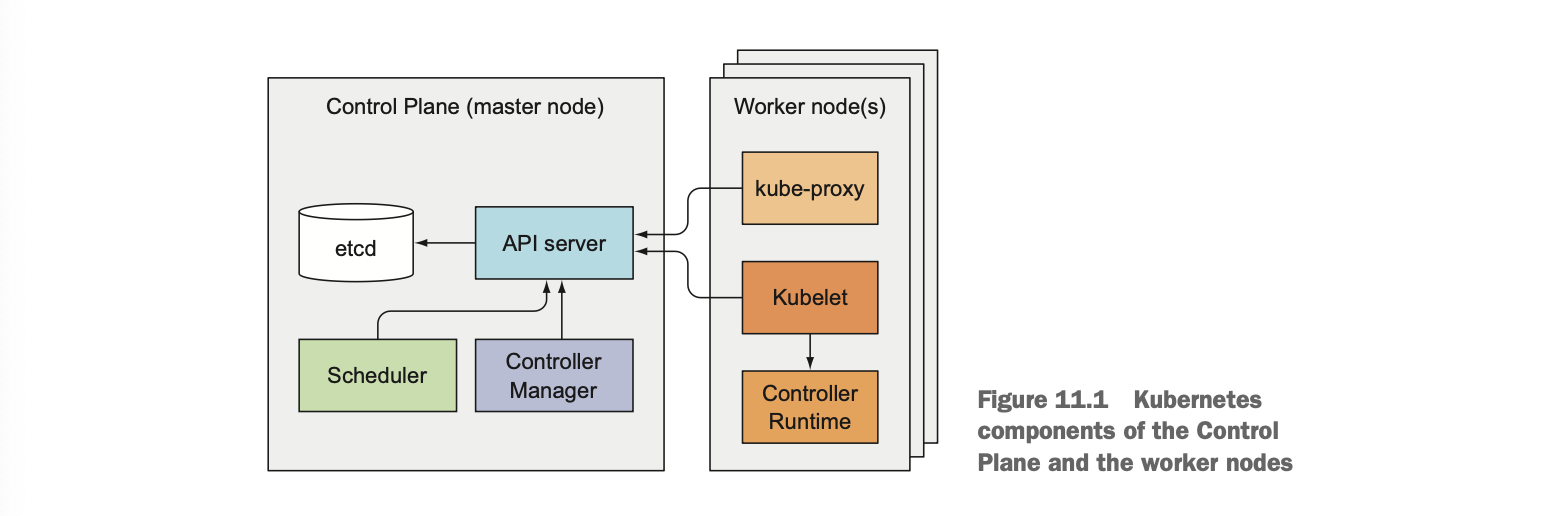 Control Plane (master node)
etcd
API server
Scheduler
Controller
Manager
Worker node(s)
kube-proxy
Kubelet
Controller
Runtime
Figure 11.1 Kubernetes
components of the Control
Plane and the worker nodes